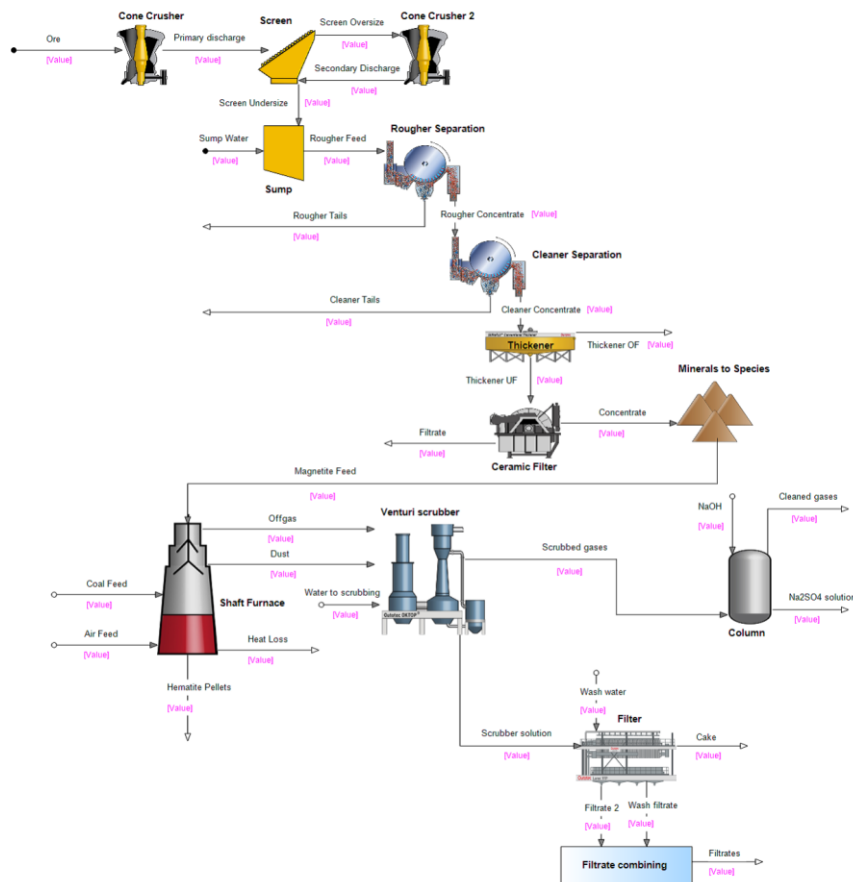 Cone Crusher
Screen
Screen Oversize
Cone Crusher 2
Ore
Primary discharge
[Value]
[Value]
[Value]
Secondary Discharge
[Value]
Screen Undersize
[Value]
Sump Water
Rougher Feed
Rougher Separation
[Value]
[Value]
Sump
Rougher Tails
Rougher Concentrate
[Value]
[Value]
Cleaner Separation
Cleaner Tails
Cleaner Concentrate
[Value]
[Value]
Thickener
Thickener OF
[Value]
Thickener UF
[Value]
Minerals to Species
Filtrate
Concentrate
[Value]
[Value]
Ceramic Filter
Magnetite Feed
[Value]
Offgas
[Value]
Venturi scrubber
NaOH
[Value]
Cleaned gases
[Value]
Dust
[Value]
Scrubbed gases
[Value]
Coal Feed
[Value]
Shaft Furnace
Water to scrubbing
[Value]
Na2SO4 solution
[Value]
Column
Air Feed
[Value]
Heat Loss
[Value]
Hematite Pellets
[Value]
Wash water
[Value]
Filter
Scrubber solution
[Value]
Cake
[Value]
Filtrate 2
Wash filtrate
[Value]
[Value]
Filtrate combining
Filtrates
[Value]